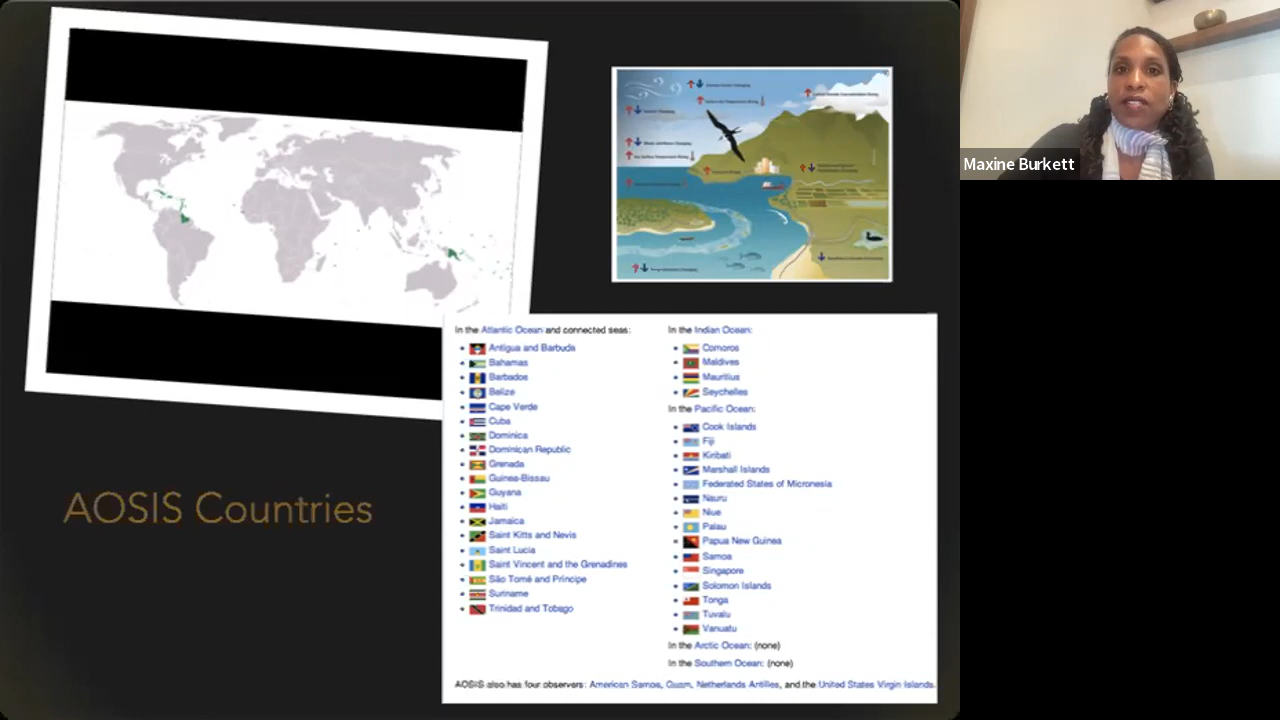 Maxine Burkett
In the Atlantic Ocean and connected seas:
Antigua and Barbuda
Bahamas
Barbados
Belize
Cape Verde
Cuba
Dominica
Dominican Republic
Grenada
Guinea-Bissau
Guyana
Haiti
Jamaica
Saint Kitts and Nevis
Saint Lucia
Saint Vincent and the Grenadines
São Tomé and Príncipe
Suriname
Trinidad and Tobago
In the Indian Ocean:
Comoros
Maldives
Mauritius
Seychelles
In the Pacific Ocean:
Cook Islands
Fiji
Kiribati
Marshall Islands
Federated States of Micronesia
Nauru
Niue
Palau
Papua New Guinea
Samoa
Singapore
Solomon Islands
Tonga
Tuvalu
Vanuatu
In the Arctic Ocean: (none)
In the Southern Ocean: (none)
AOSIS also has four observers: American Samoa, Guam, Netherlands Antilles, and the United States Virgin Islands.
AOSIS Countries